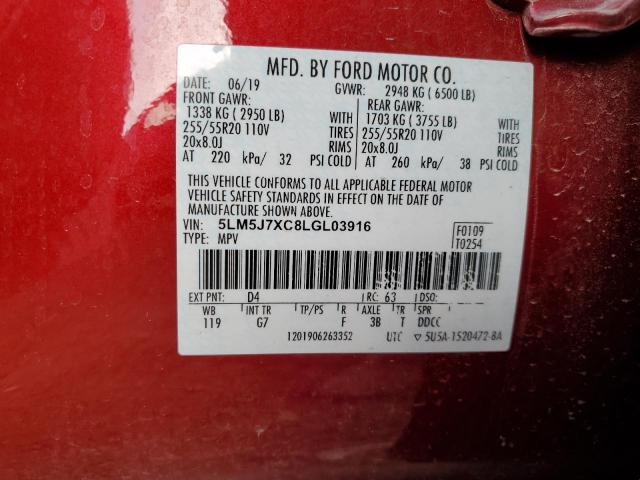 MFD. BY FORD MOTOR CO.
DATE: 06/19 GVWR: 2948 KG ( 6500 LB)
FRONT GAWR: REAR GAWR:
1338 KG ( 2950 LB) WITH 1703 KG ( 3755 LB) WITH
255/55R20 110V TIRES 255/55R20 110V TIRES
20x8.0J RIMS 20x8.0J RIMS
AT 220 kPa/ 32 PSI COLD AT 260 kPa/ 38 PSI COLD
THIS VEHICLE CONFORMS TO ALL APPLICABLE FEDERAL MOTOR
VEHICLE SAFETY STANDARDS IN EFFECT ON THE DATE OF
MANUFACTURE SHOWN ABOVE.
VIN: 5LM5J7XC8LGL03916 F0109
TYPE: MPV T0254
EXT PNT: D4 RC: 63 DSO:
WB INT TR TP/PS R AXLE TR SPR
119 G7 F 3B T DDCC
1201906263352 UTC ▽ 5U5A-1520472-BA